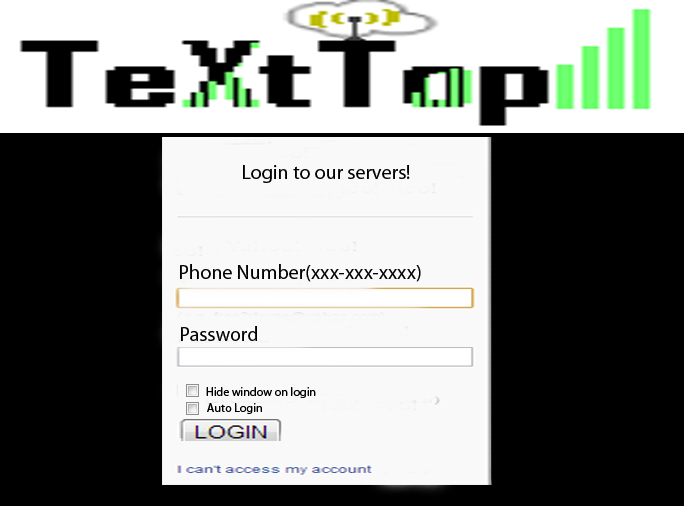 TeXtTap
Login to our servers!
Phone Number(xxx-xxx-xxxx)
Password
Hide window on login
Auto Login
LOGIN
I can't access my account